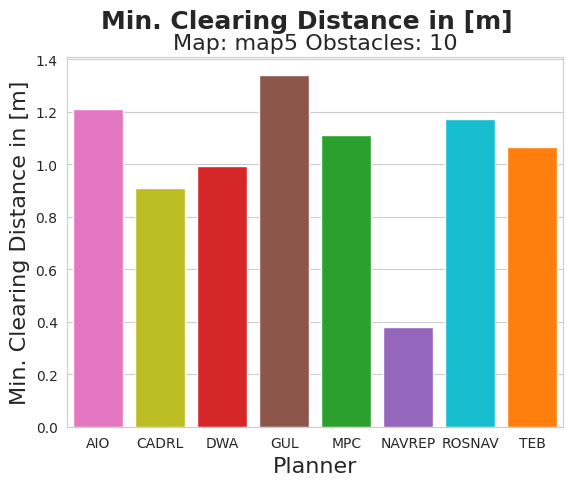 Min. Clearing Distance in [m]
Map: map5 Obstacles: 10
Min. Clearing Distance in [m]
1.4
1.2
1.0
0.8
0.6
0.4
0.2
0.0
AIO CADRL DWA GUL MPC NAVREP ROSNAV TEB
Planner